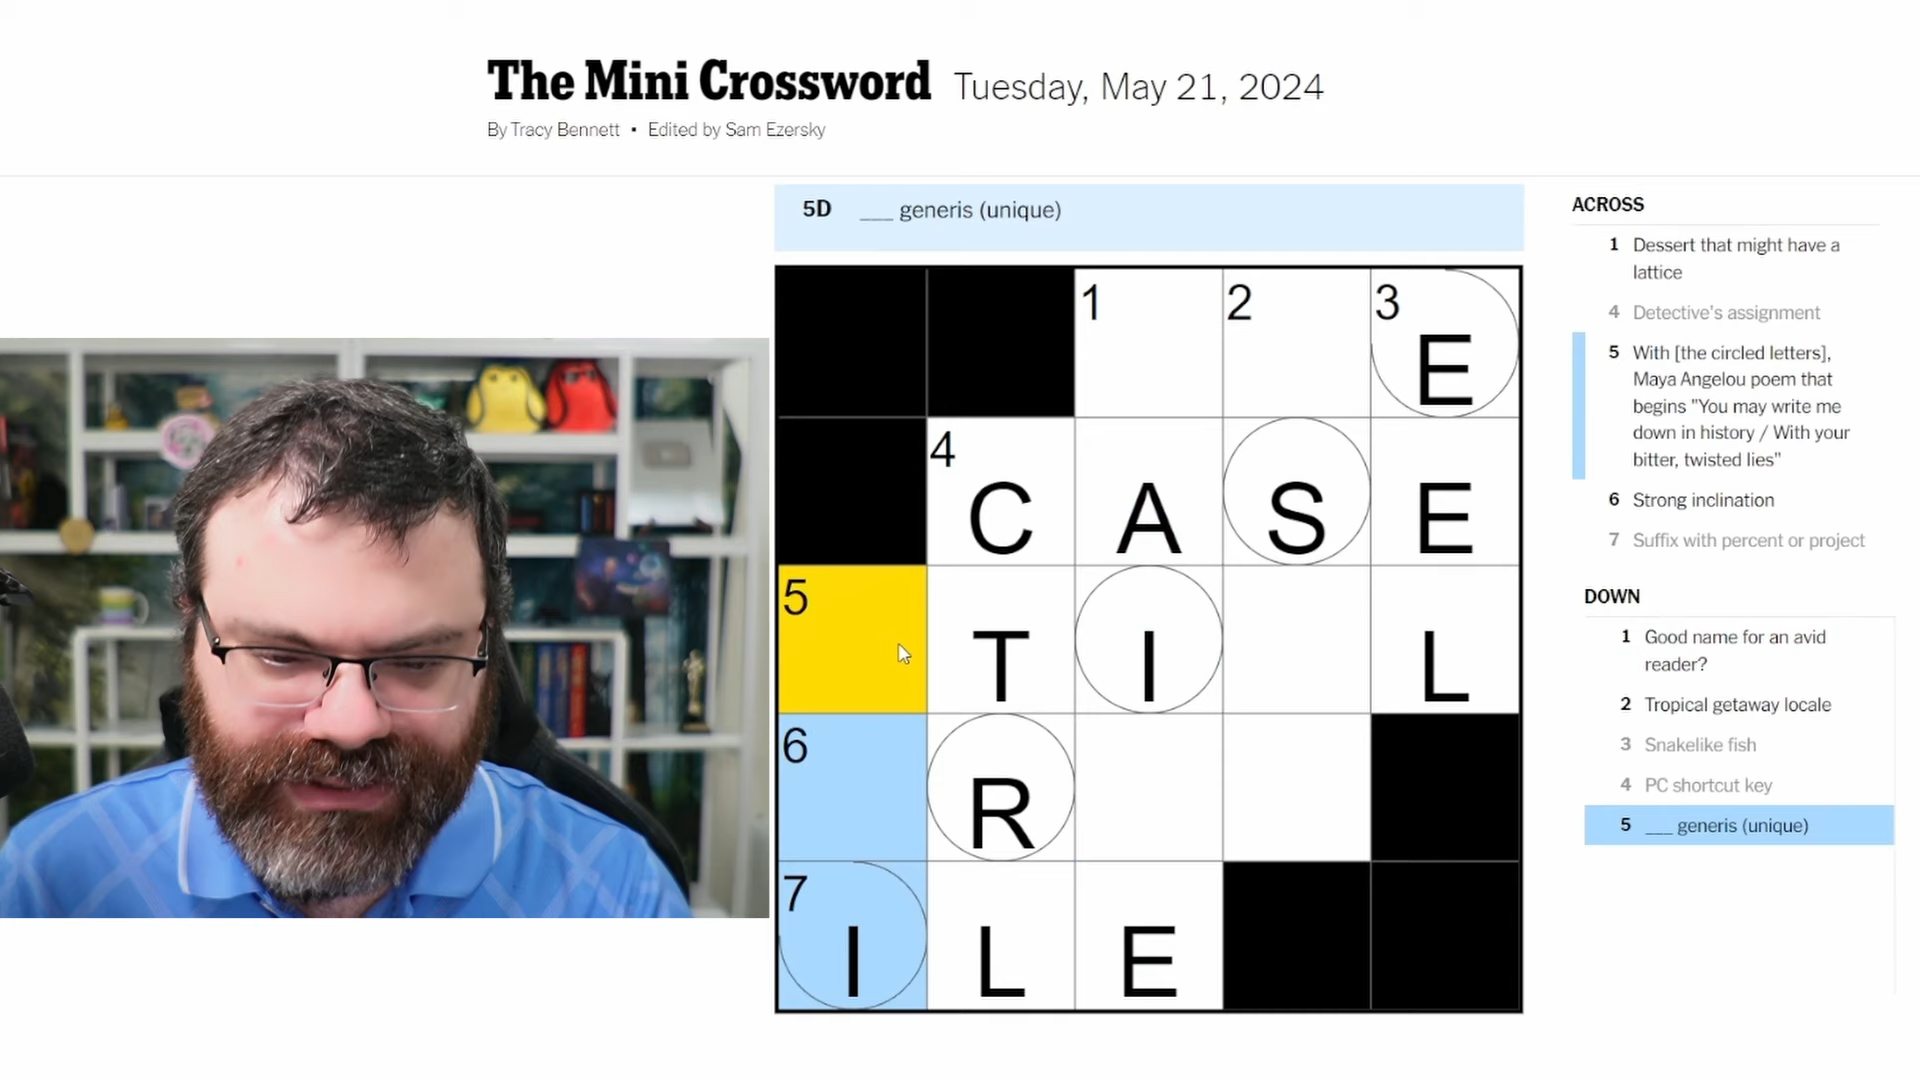 The Mini Crossword Tuesday, May 21, 2024
By Tracy Bennett • Edited by Sam Ezersky
5D ___ generis (unique)
1 2 3 E
4 C A S E
5 T I L
6 R
7 I L E
ACROSS
1 Dessert that might have a
lattice
4 Detective's assignment
5 With [the circled letters],
Maya Angelou poem that
begins "You may write me
down in history / With your
bitter, twisted lies"
6 Strong inclination
7 Suffix with percent or project
DOWN
1 Good name for an avid
reader?
2 Tropical getaway locale
3 Snakelike fish
4 PC shortcut key
5 ___ generis (unique)